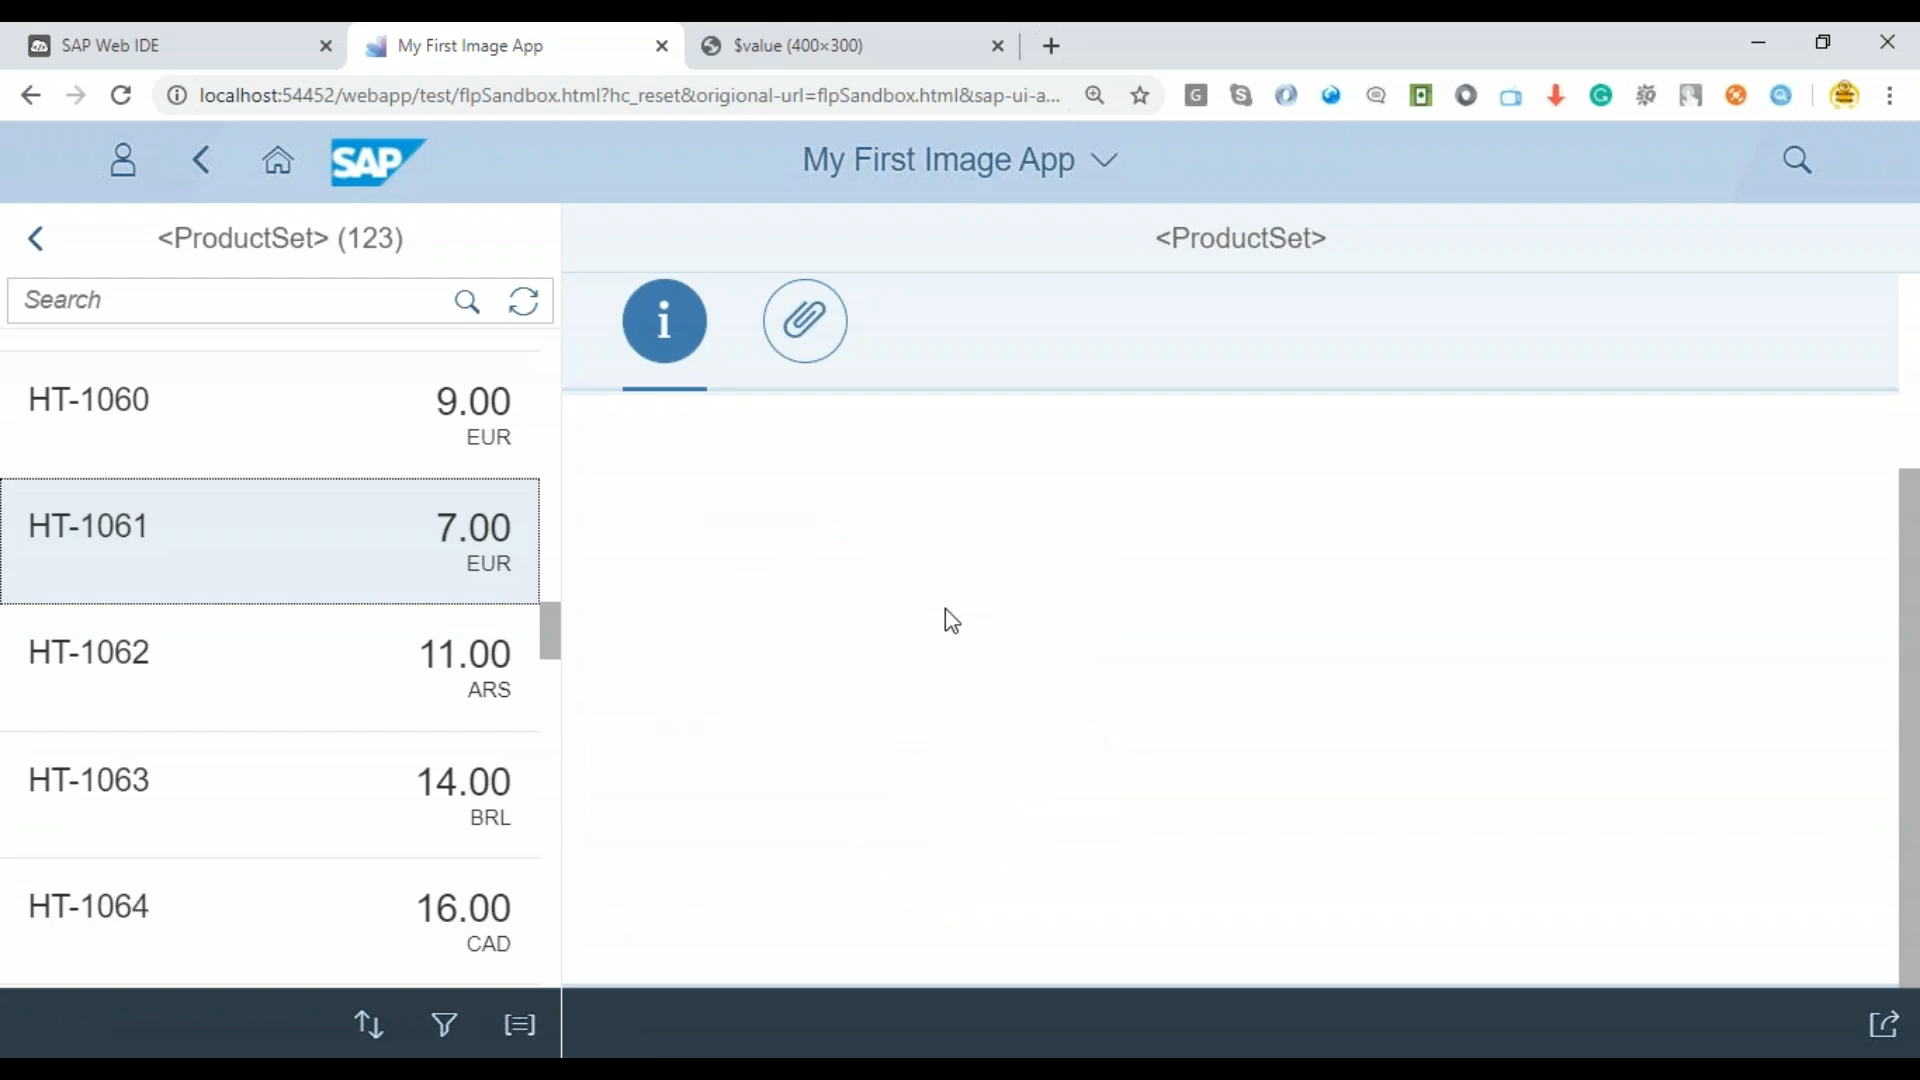 SAP Web IDE
My First Image App
$value (400×300)
localhost:54452/webapp/test/flpSandbox.html?hc_reset&origional-url=flpSandbox.html&sap-ui-a...
SAP
My First Image App
<ProductSet> (123)
<ProductSet>
Search
HT-1060
9.00
EUR
HT-1061
7.00
EUR
HT-1062
11.00
ARS
HT-1063
14.00
BRL
HT-1064
16.00
CAD